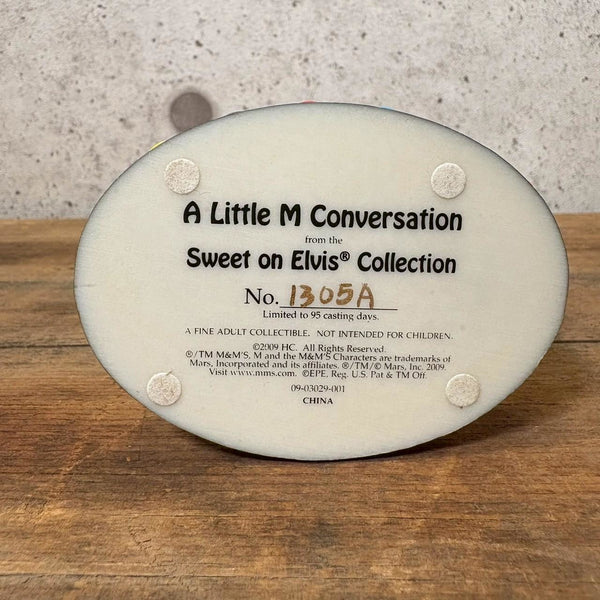 A Little M Conversation
from the
Sweet on Elvis® Collection
No. 1305A
Limited to 95 casting days.
A FINE ADULT COLLECTIBLE. NOT INTENDED FOR CHILDREN.
©2009 HC. All Rights Reserved.
®/TM M&M'S, M and the M&M'S Characters are trademarks of
Mars, Incorporated and its affiliates. ®/TM/© Mars, Inc. 2009.
Visit www.mms.com. ©EPE, Reg. U.S. Pat & TM Off.
09-03029-001
CHINA